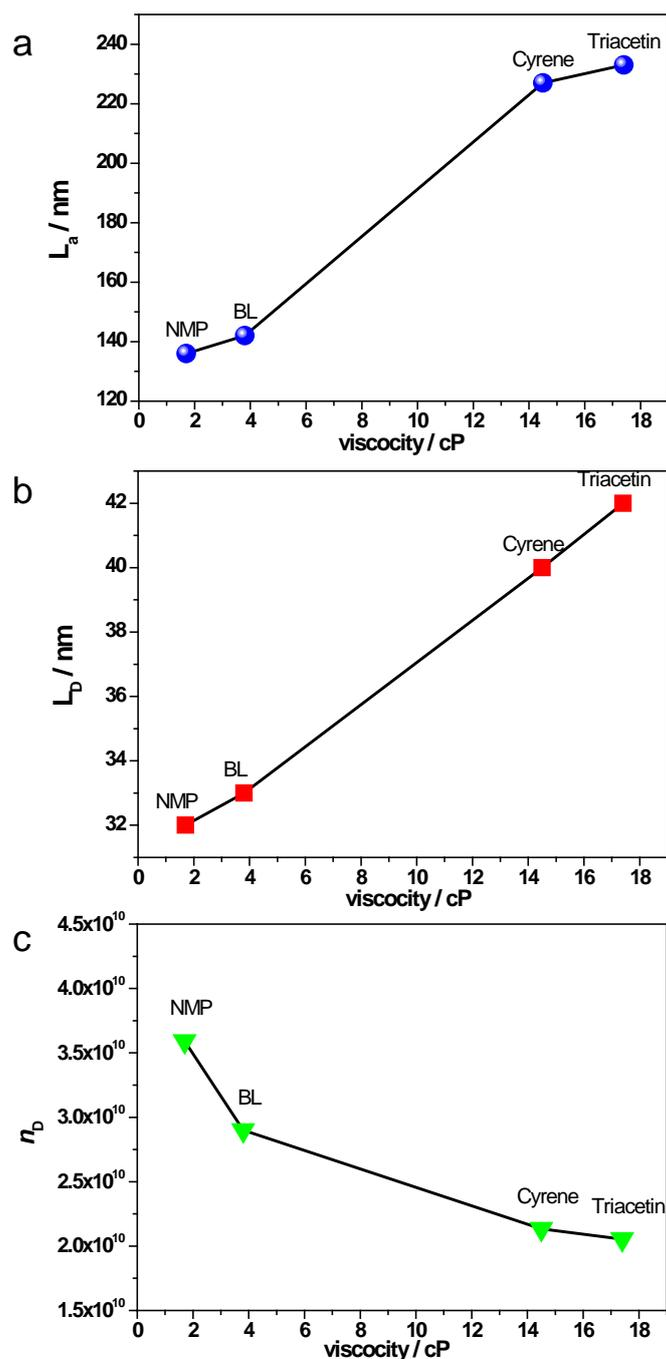 a
240
220
200
180
160
140
120
L_a / nm
NMP
BL
Cyrene
Triacetin
0 2 4 6 8 10 12 14 16 18
viscocity / cP
b
42
40
38
36
34
32
L_D / nm
NMP
BL
Cyrene
Triacetin
0 2 4 6 8 10 12 14 16 18
viscocity / cP
c
4.5x10^10
4.0x10^10
3.5x10^10
3.0x10^10
2.5x10^10
2.0x10^10
1.5x10^10
n_D
NMP
BL
Cyrene
Triacetin
0 2 4 6 8 10 12 14 16 18
viscocity / cP